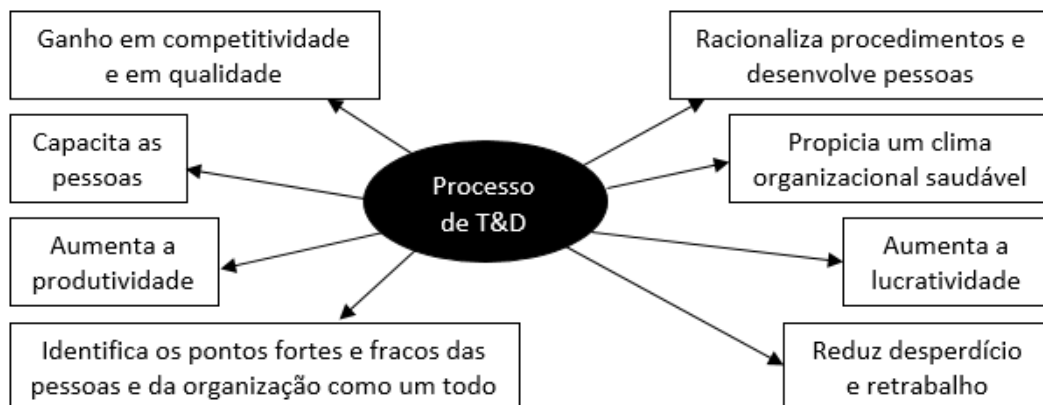 Ganho em competitividade
e em qualidade
Racionaliza procedimentos e
desenvolve pessoas
Capacita as
pessoas
Processo
de T&D
Propicia um clima
organizacional saudável
Aumenta a
produtividade
Aumenta a
lucratividade
Identifica os pontos fortes e fracos das
pessoas e da organização como um todo
Reduz desperdício
e retrabalho